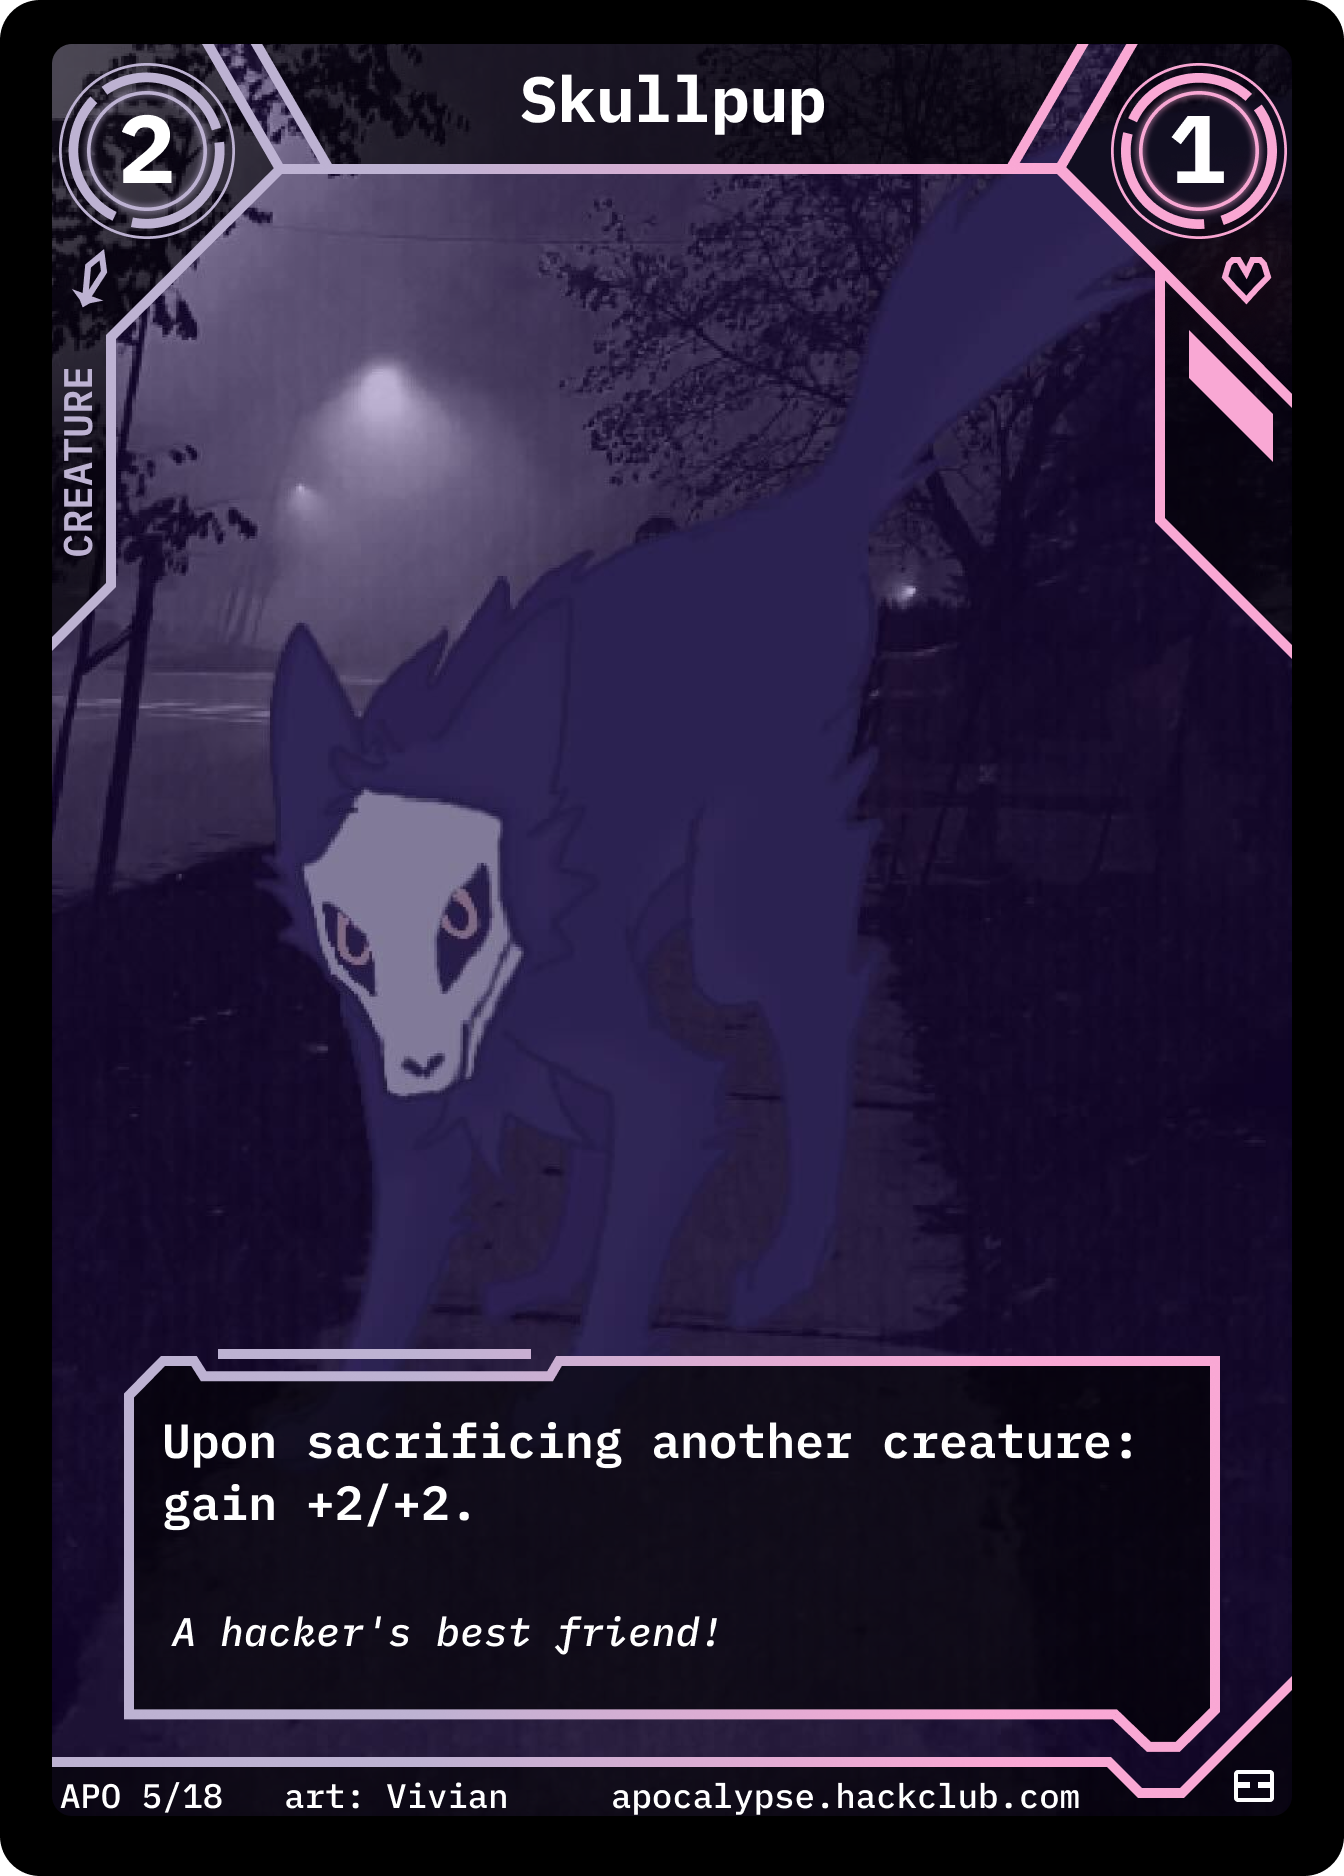 Skullpup
2
1
CREATURE
Upon sacrificing another creature:
gain +2/+2.
A hacker's best friend!
APO 5/18 art: Vivian apocalypse.hackclub.com